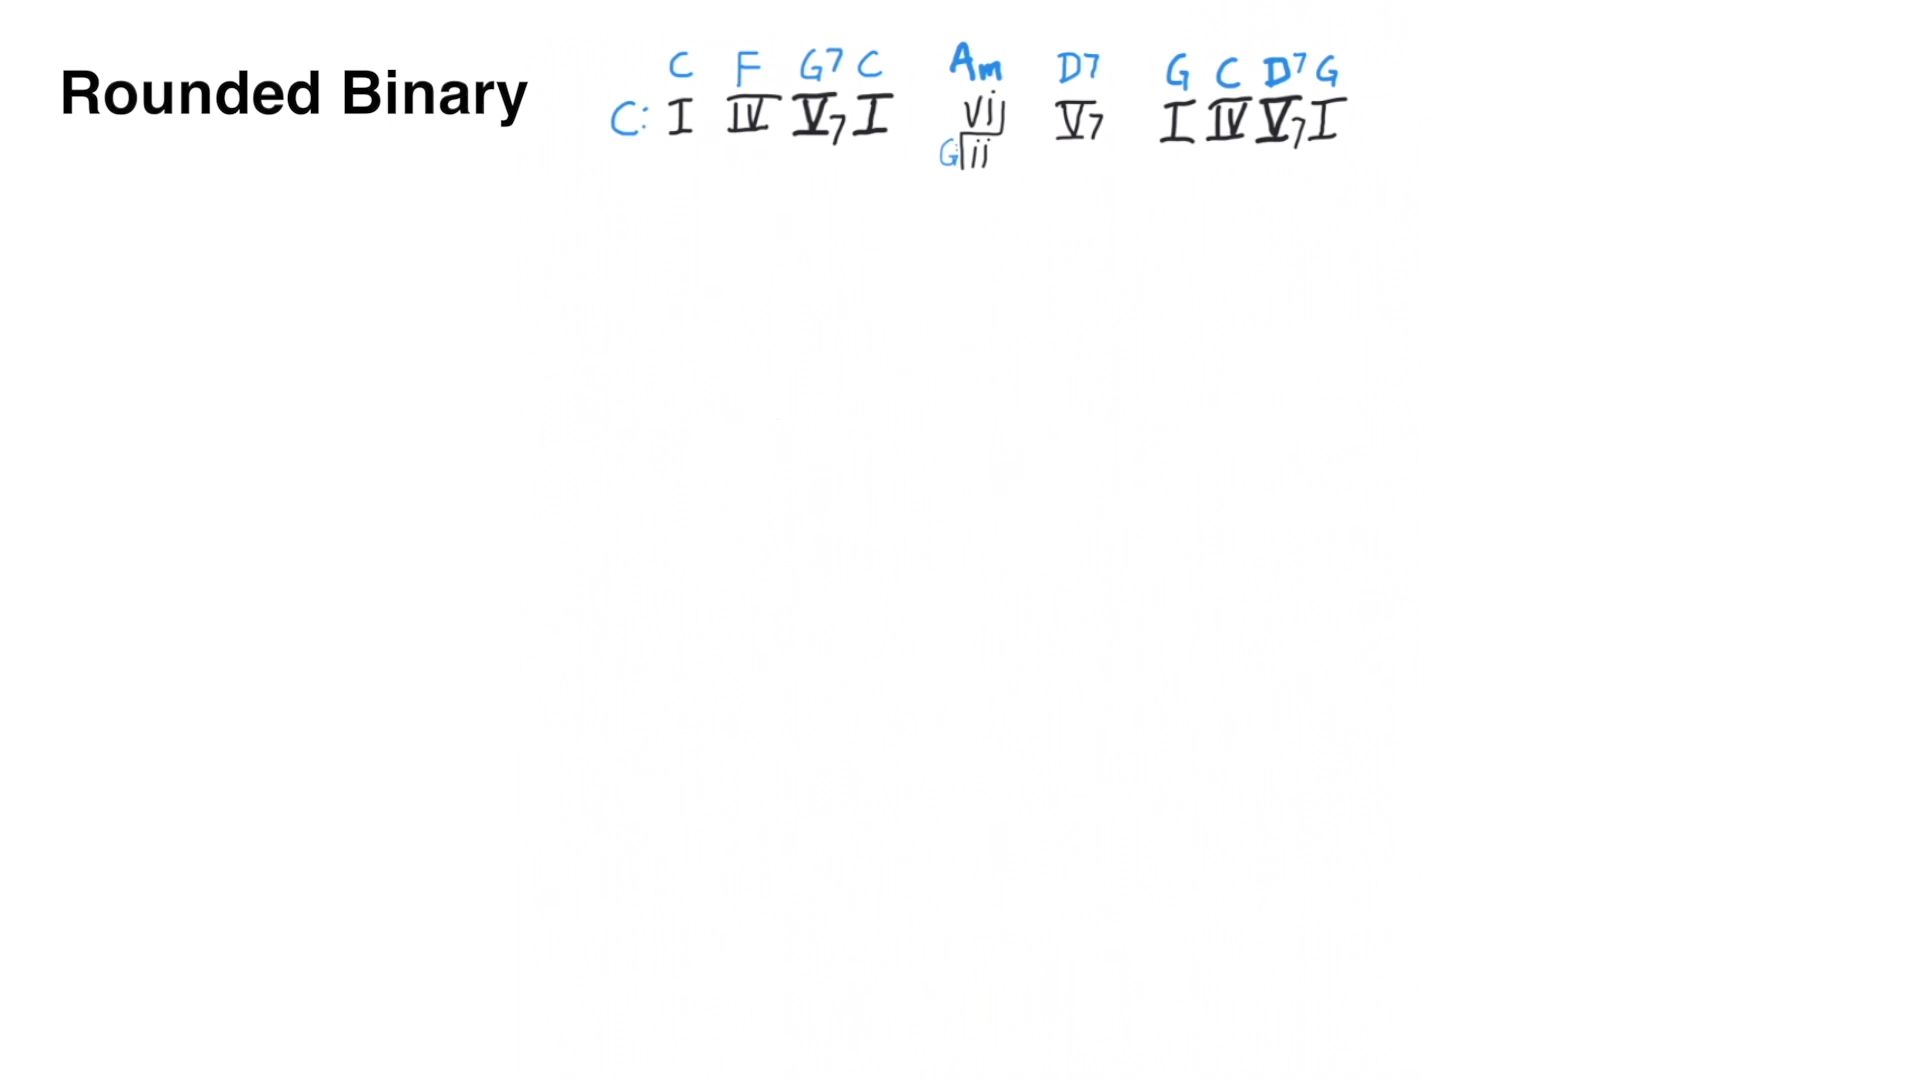 Rounded Binary
C F G7 C Am D7 G C D7 G
C: I IV V7 I vi V7 I IV V7 I
G: ii